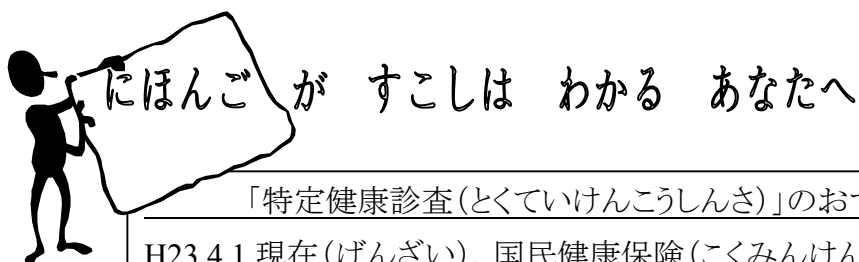 にほんご が すこしは わかる あなたへ
「特定健康診査(とくていけんこうしんさ)」のお
H23.4.1 現在(げんざい)、国民健康保険(こくみんけん